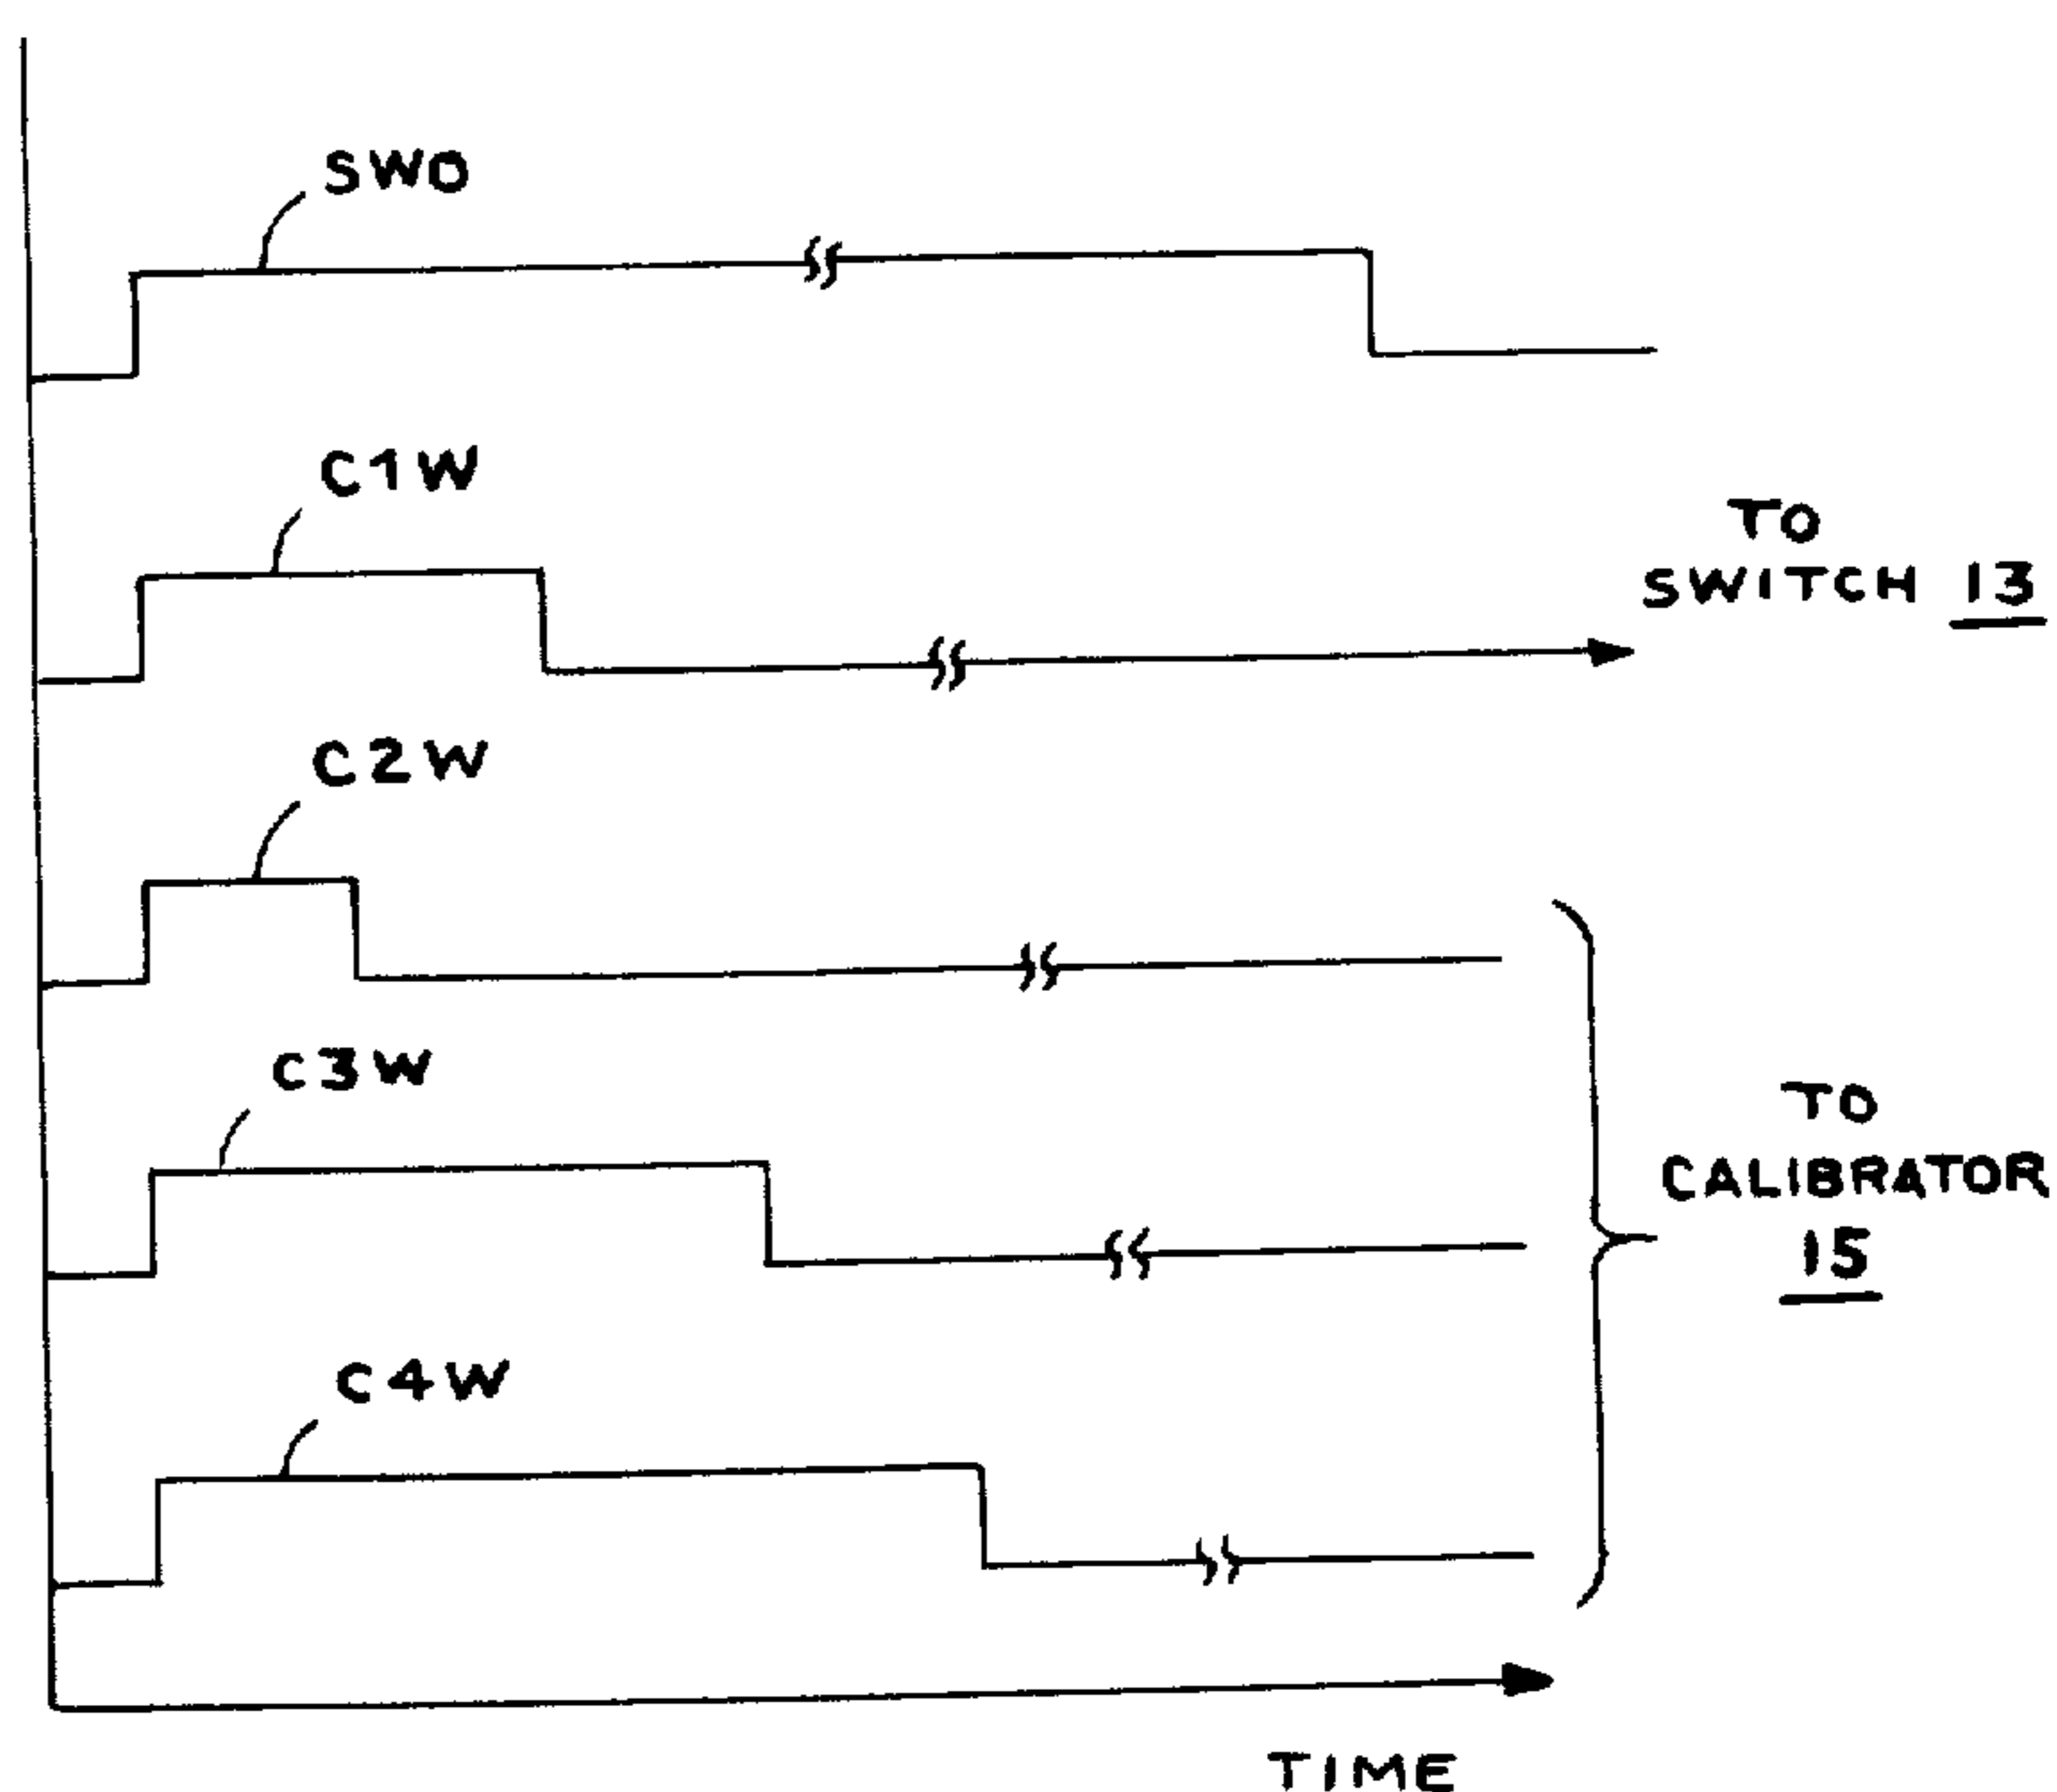 SWO
C1W
TO
SWITCH 13
C2W
C3W
TO
CALIBRATOR
15
C4W
TIME